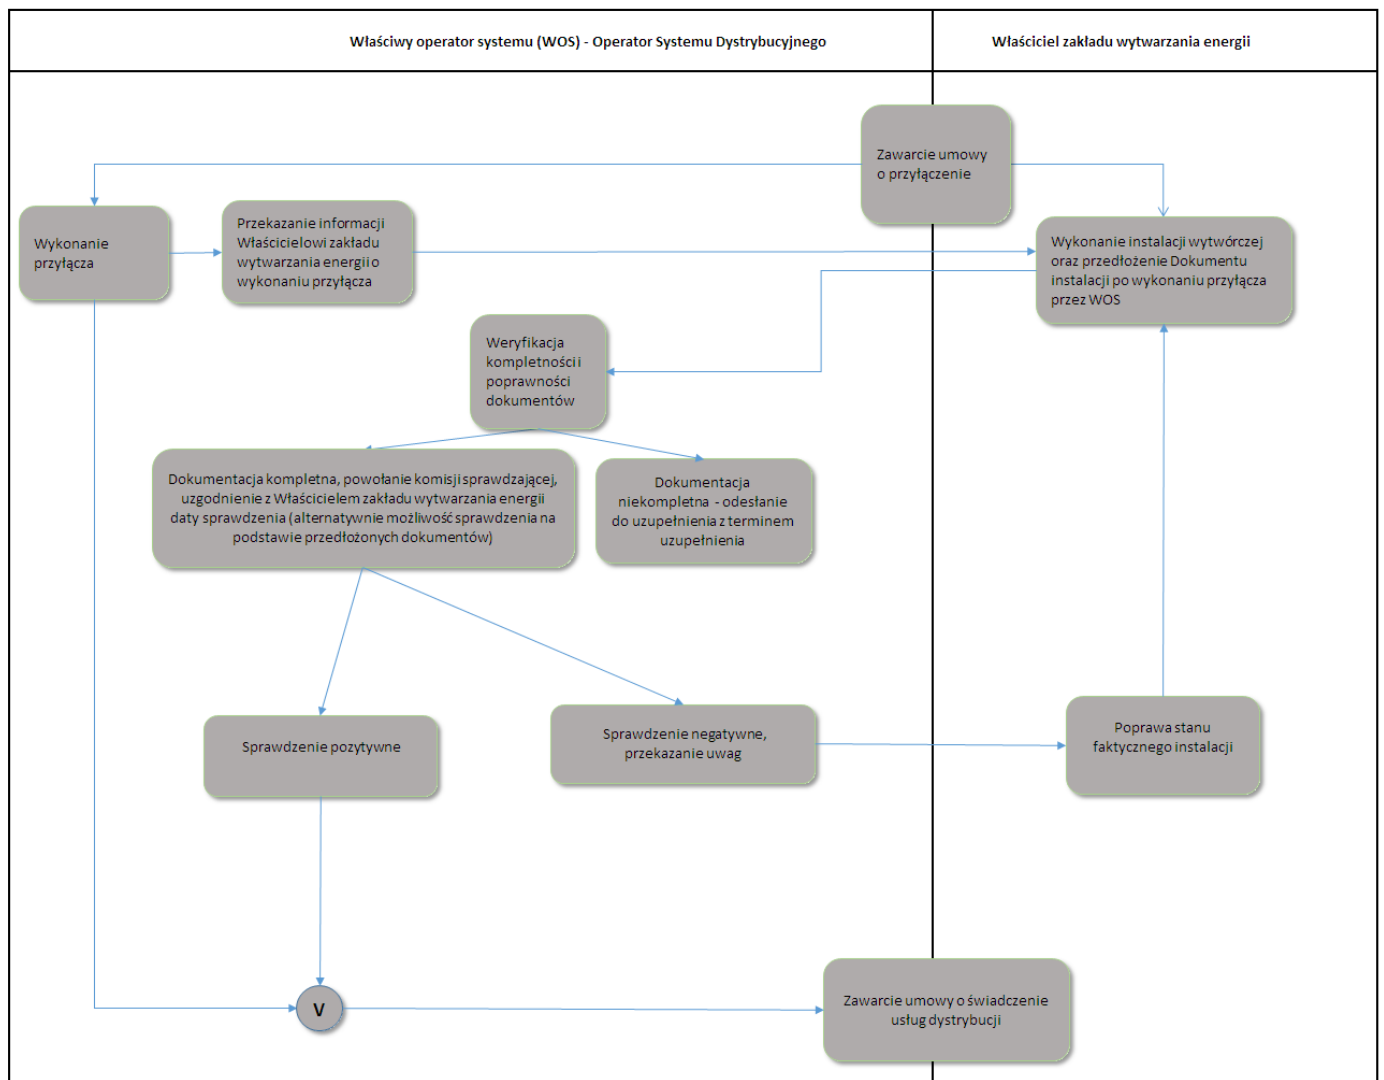 Właściwy operator systemu (WOS) - Operator Systemu Dystrybucyjnego
Właściciel zakładu wytwarzania energii
Zawarcie umowy
o przyłączenie
Wykonanie
przyłącza
Przekazanie informacji
Właścicielowi zakładu
wytwarzania energii o
wykonaniu przyłącza
Wykonanie instalacji wytwórczej
oraz przedłożenie Dokumentu
instalacji po wykonaniu przyłącza
przez WOS
Weryfikacja
kompletności i
poprawności
dokumentów
Dokumentacja kompletna, powołanie komisji sprawdzającej,
uzgodnienie z Właścicielem zakładu wytwarzania energii
daty sprawdzenia (alternatywnie możliwość sprawdzenia na
podstawie przedłożonych dokumentów)
Dokumentacja
niekompletna - odesłanie
do uzupełnienia z terminem
uzupełnienia
Sprawdzenie pozytywne
Sprawdzenie negatywne,
przekazanie uwag
Poprawa stanu
faktycznego instalacji
V
Zawarcie umowy o świadczenie
usług dystrybucji